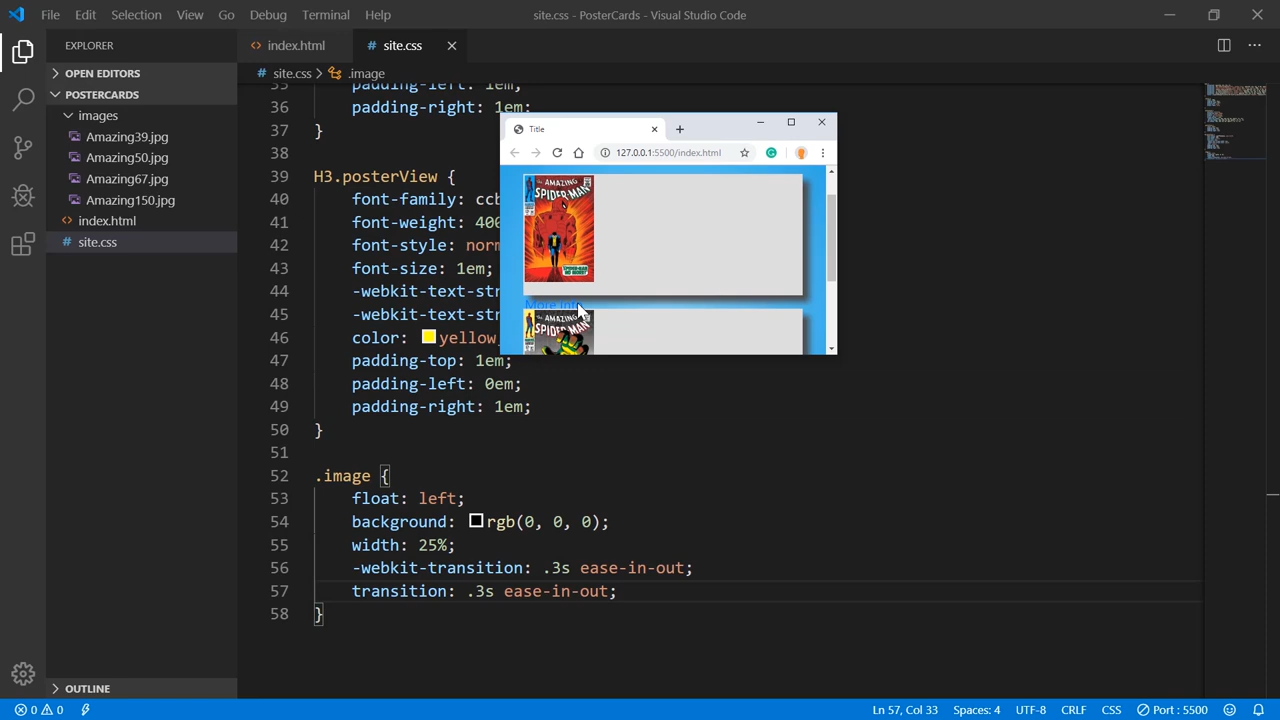 File Edit Selection View Go Debug Terminal Help
site.css - PosterCards - Visual Studio Code
EXPLORER
OPEN EDITORS
POSTERCARDS
images
Amazing39.jpg
Amazing50.jpg
Amazing67.jpg
Amazing150.jpg
<> index.html
# site.css
OUTLINE
<> index.html
# site.css
# site.css > .image
35 padding-left: 1em;
36 padding-right: 1em;
37 }
38
39 H3.posterView {
40 font-family: ccb
41 font-weight: 400
42 font-style: norm
43 font-size: 1em;
44 -webkit-text-str
45 -webkit-text-str
46 color: yellow;
47 padding-top: 1em;
48 padding-left: 0em;
49 padding-right: 1em;
50 }
51
52 .image {
53 float: left;
54 background: rgb(0, 0, 0);
55 width: 25%;
56 -webkit-transition: .3s ease-in-out;
57 transition: .3s ease-in-out;
58 }
Title
127.0.0.1:5500/index.html
THE AMAZING
SPIDER-MAN
SPIDER-MAN
NO MORE!
More Info
THE AMAZING
SPIDER-MAN
0 0
Ln 57, Col 33
Spaces: 4
UTF-8
CRLF
CSS
Port : 5500